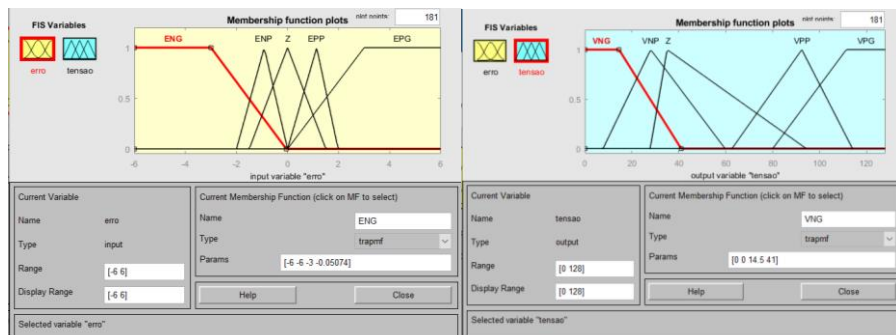 FIS Variables
Membership function plots
plot points:
181
ENG
ENP
Z
EPP
EPG
erro
tensao
1
0.5
0
-6
-4
-2
0
2
4
6
input variable "erro"
Current Variable
Name
erro
Type
input
Range
[-6 6]
Display Range
[-6 6]
Current Membership Function (click on MF to select)
Name
ENG
Type
trapmf
Params
[-6 -6 -3 -0.05074]
Help
Close
Selected variable "erro"
FIS Variables
Membership function plots
plot points:
181
VNG
VNP
Z
VPP
VPG
erro
tensao
1
0.5
0
0
20
40
60
80
100
120
output variable "tensao"
Current Variable
Name
tensao
Type
output
Range
[0 128]
Display Range
[0 128]
Current Membership Function (click on MF to select)
Name
VNG
Type
trapmf
Params
[0 0 14.5 41]
Help
Close
Selected variable "tensao"